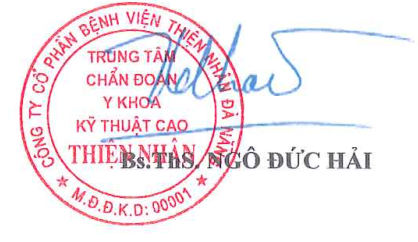 CÔNG TY CỔ PHẦN BỆNH VIỆN THIỆN NHÂN ĐÀ NẴNG
TRUNG TÂM
CHẨN ĐOÁN
Y KHOA
KỸ THUẬT CAO
THIỆN NHÂN
* M.Đ.Đ.K.D: 00001 *
Bs.ThS. NGÔ ĐỨC HẢI